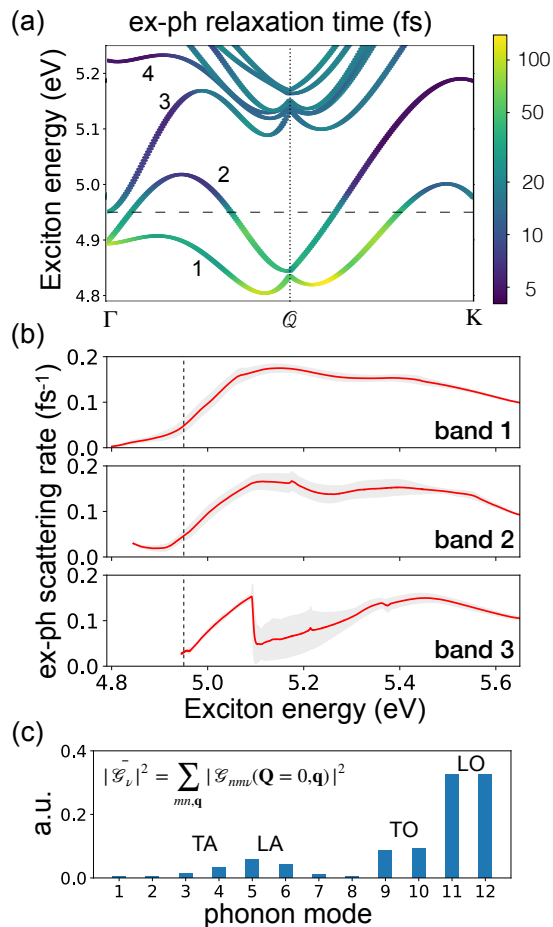 (a) ex-ph relaxation time (fs)
Exciton energy (eV)
5.2
5.1
5.0
4.9
4.8
4
3
2
1
Γ
𝒬
K
100
50
20
10
5
(b)
ex-ph scattering rate (fs⁻¹)
0.2
0.1
0.0
band 1
0.2
0.1
0.0
band 2
0.2
0.1
0.0
band 3
4.8 5.0 5.2 5.4 5.6
Exciton energy (eV)
(c)
a.u.
0.4
0.2
0.0
|𝒢̄_ν|² = ∑_{mn,𝐪} |𝒢_{nmν}(𝐐 = 0,𝐪)|²
TA
LA
TO
LO
1 2 3 4 5 6 7 8 9 10 11 12
phonon mode